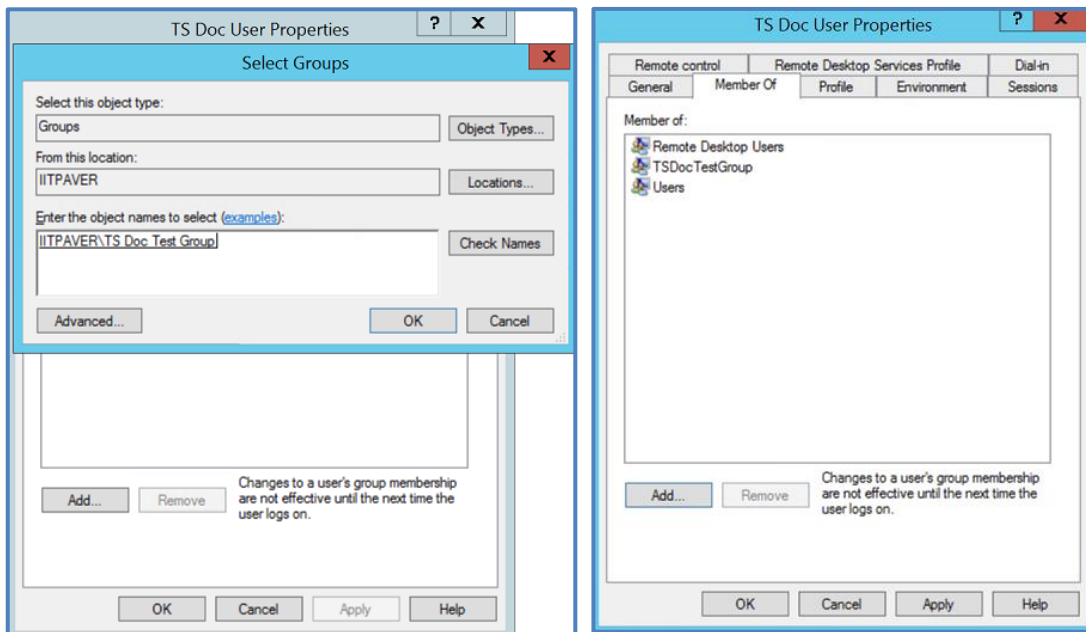 TS Doc User Properties
? X
Select Groups
X
Select this object type:
Groups
Object Types...
From this location:
IITPAVER
Locations...
Enter the object names to select (examples):
IITPAVER\TS Doc Test Group
Check Names
Advanced...
OK
Cancel
Add...
Remove
Changes to a user's group membership
are not effective until the next time the
user logs on.
OK
Cancel
Apply
Help
TS Doc User Properties
? X
Remote control
Remote Desktop Services Profile
Dial-in
General
Member Of
Profile
Environment
Sessions
Member of:
Remote Desktop Users
TSDocTestGroup
Users
Add...
Remove
Changes to a user's group membership
are not effective until the next time the
user logs on.
OK
Cancel
Apply
Help